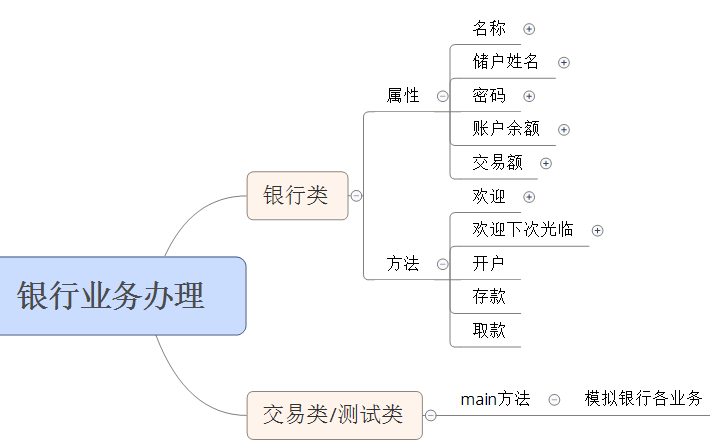 名称
储户姓名
属性
密码
账户余额
交易额
银行类
欢迎
欢迎下次光临
方法
开户
存款
取款
银行业务办理
交易类/测试类
main方法
模拟银行各业务